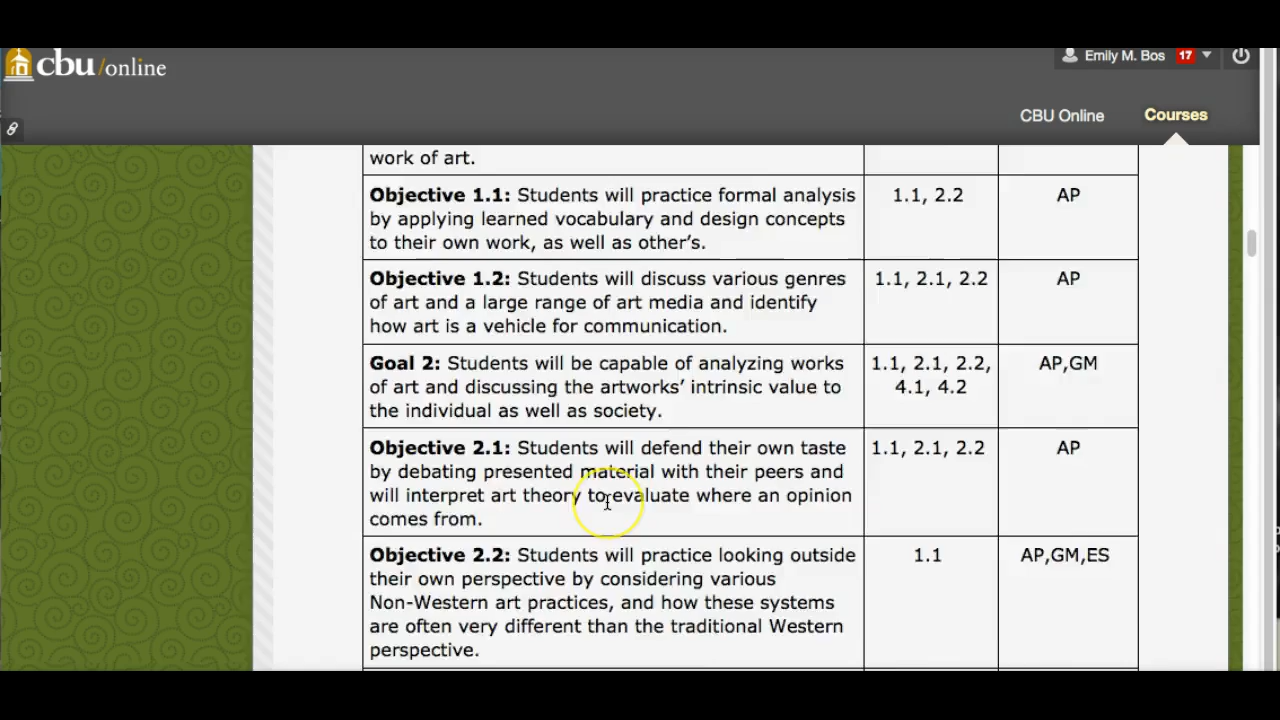 cbu/online
Emily M. Bos 17
CBU Online Courses
work of art.
Objective 1.1: Students will practice formal analysis 1.1, 2.2 AP
by applying learned vocabulary and design concepts
to their own work, as well as other’s.
Objective 1.2: Students will discuss various genres 1.1, 2.1, 2.2 AP
of art and a large range of art media and identify
how art is a vehicle for communication.
Goal 2: Students will be capable of analyzing works 1.1, 2.1, 2.2, AP,GM
of art and discussing the artworks’ intrinsic value to 4.1, 4.2
the individual as well as society.
Objective 2.1: Students will defend their own taste 1.1, 2.1, 2.2 AP
by debating presented material with their peers and
will interpret art theory to evaluate where an opinion
comes from.
Objective 2.2: Students will practice looking outside 1.1 AP,GM,ES
their own perspective by considering various
Non-Western art practices, and how these systems
are often very different than the traditional Western
perspective.